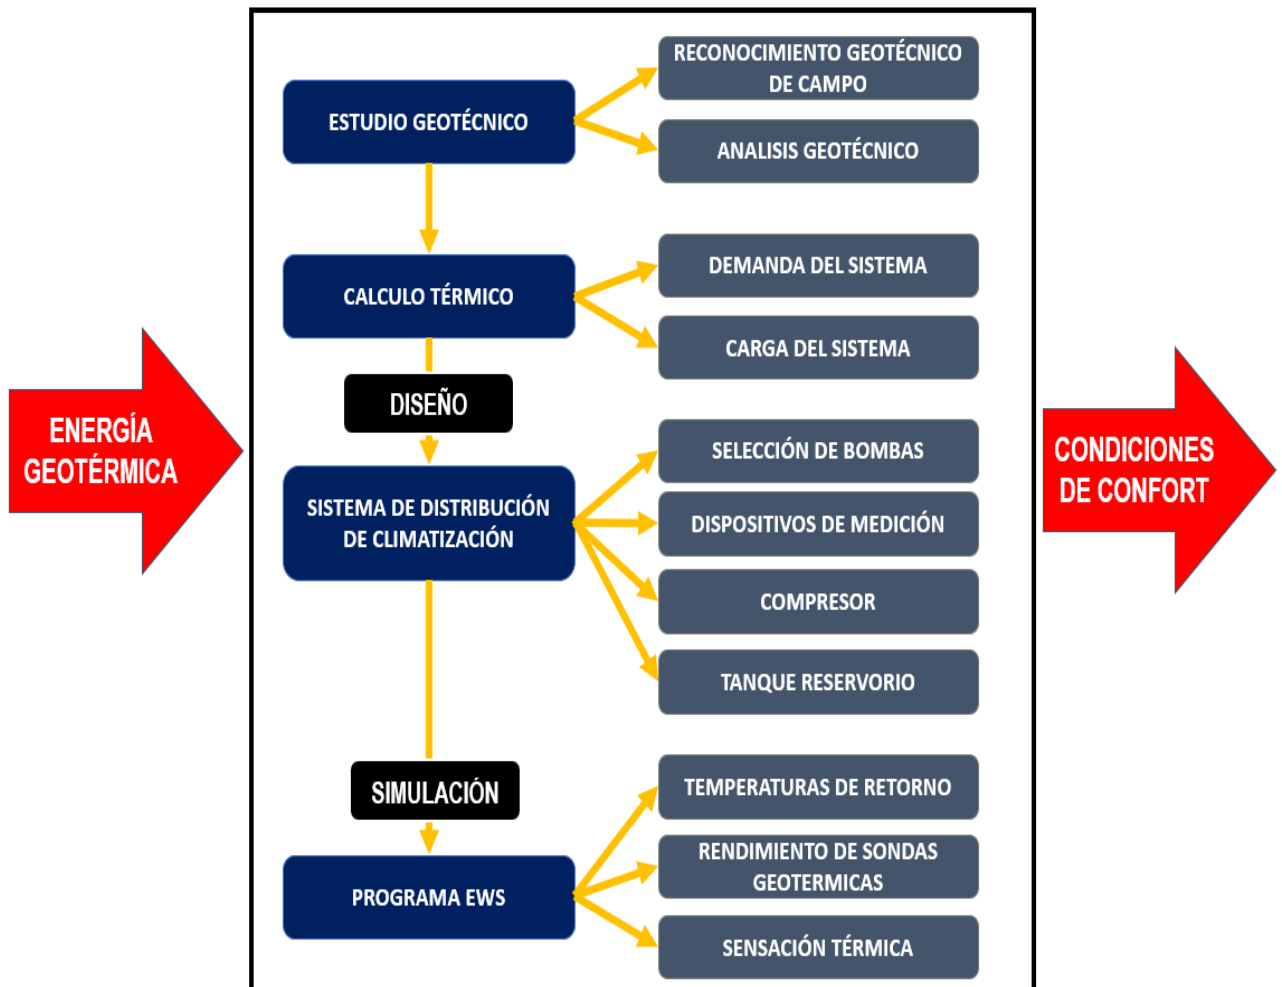 ENERGÍA
GEOTÉRMICA
ESTUDIO GEOTÉCNICO
RECONOCIMIENTO GEOTÉCNICO
DE CAMPO
ANALISIS GEOTÉCNICO
CALCULO TÉRMICO
DEMANDA DEL SISTEMA
CARGA DEL SISTEMA
DISEÑO
SISTEMA DE DISTRIBUCIÓN
DE CLIMATIZACIÓN
SELECCIÓN DE BOMBAS
DISPOSITIVOS DE MEDICIÓN
COMPRESOR
TANQUE RESERVORIO
SIMULACIÓN
PROGRAMA EWS
TEMPERATURAS DE RETORNO
RENDIMIENTO DE SONDAS
GEOTERMICAS
SENSACIÓN TÉRMICA
CONDICIONES
DE CONFORT